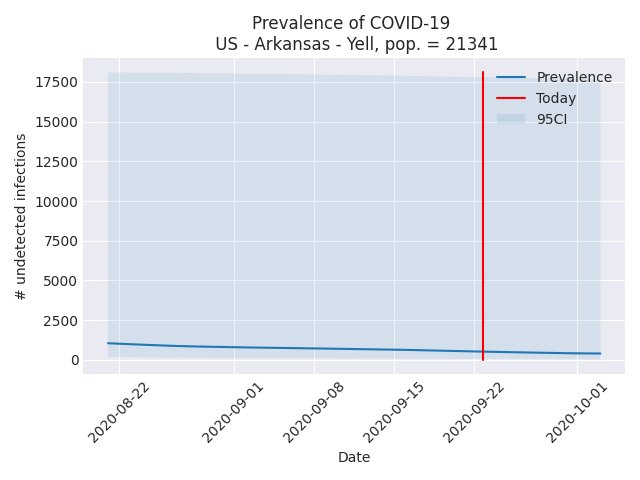 Prevalence of COVID-19
US - Arkansas - Yell, pop. = 21341
Prevalence
Today
95CI
17500
15000
12500
10000
7500
5000
2500
0
# undetected infections
2020-08-22
2020-09-01
2020-09-08
2020-09-15
2020-09-22
2020-10-01
Date